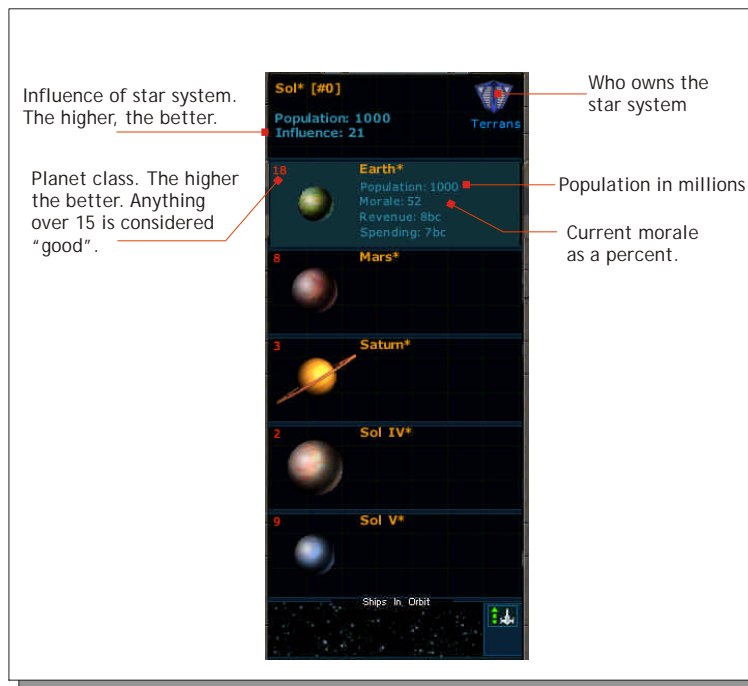 Influence of star system.
The higher, the better.
Planet class. The higher
the better. Anything
over 15 is considered
“good”.
Sol* [#0]
Population: 1000
Influence: 21
Terrans
18
Earth*
Population: 1000
Morale: 52
Revenue: 8bc
Spending: 7bc
8
Mars*
3
Saturn*
2
Sol IV*
9
Sol V*
Ships In Orbit
Who owns the
star system
Population in millions
Current morale
as a percent.